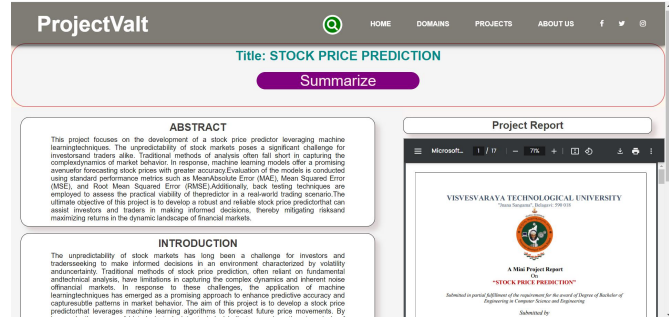 ProjectValt
HOME DOMAINS PROJECTS ABOUT US
Title: STOCK PRICE PREDICTION
Summarize
ABSTRACT
This project focuses on the development of a stock price predictor leveraging machine
learningtechniques. The unpredictability of stock markets poses a significant challenge for
investorsand traders alike. Traditional methods of analysis often fall short in capturing the
complexdynamics of market behavior. In response, machine learning models offer a promising
avenuefor forecasting stock prices with greater accuracy.Evaluation of the models is conducted
using standard performance metrics such as MeanAbsolute Error (MAE), Mean Squared Error
(MSE), and Root Mean Squared Error (RMSE).Additionally, back testing techniques are
employed to assess the practical viability of thepredictor in a real-world trading scenario.The
ultimate objective of this project is to develop a robust and reliable stock price predictorthat can
assist investors and traders in making informed decisions, thereby mitigating risksand
maximizing returns in the dynamic landscape of financial markets.
INTRODUCTION
The unpredictability of stock markets has long been a challenge for investors and
tradersseeking to make informed decisions in an environment characterized by volatility
anduncertainty. Traditional methods of stock price prediction, often reliant on fundamental
andtechnical analysis, have limitations in capturing the complex dynamics and inherent noise
offinancial markets. In response to these challenges, the application of machine
learningtechniques has emerged as a promising approach to enhance predictive accuracy and
capturesubtle patterns in market behavior. The aim of this project is to develop a stock price
predictorthat leverages machine learning algorithms to forecast future price movements. By
Project Report
Microsoft... 1 / 17 71%
VISVESVARAYA TECHNOLOGICAL UNIVERSITY
"Jnana Sangama", Belagavi: 590 018
A Mini Project Report
On
"STOCK PRICE PREDICTION"
Submitted in partial fulfillment of the requirement for the award of Degree of Bachelor of
Engineering in Computer Science and Engineering
Submitted by